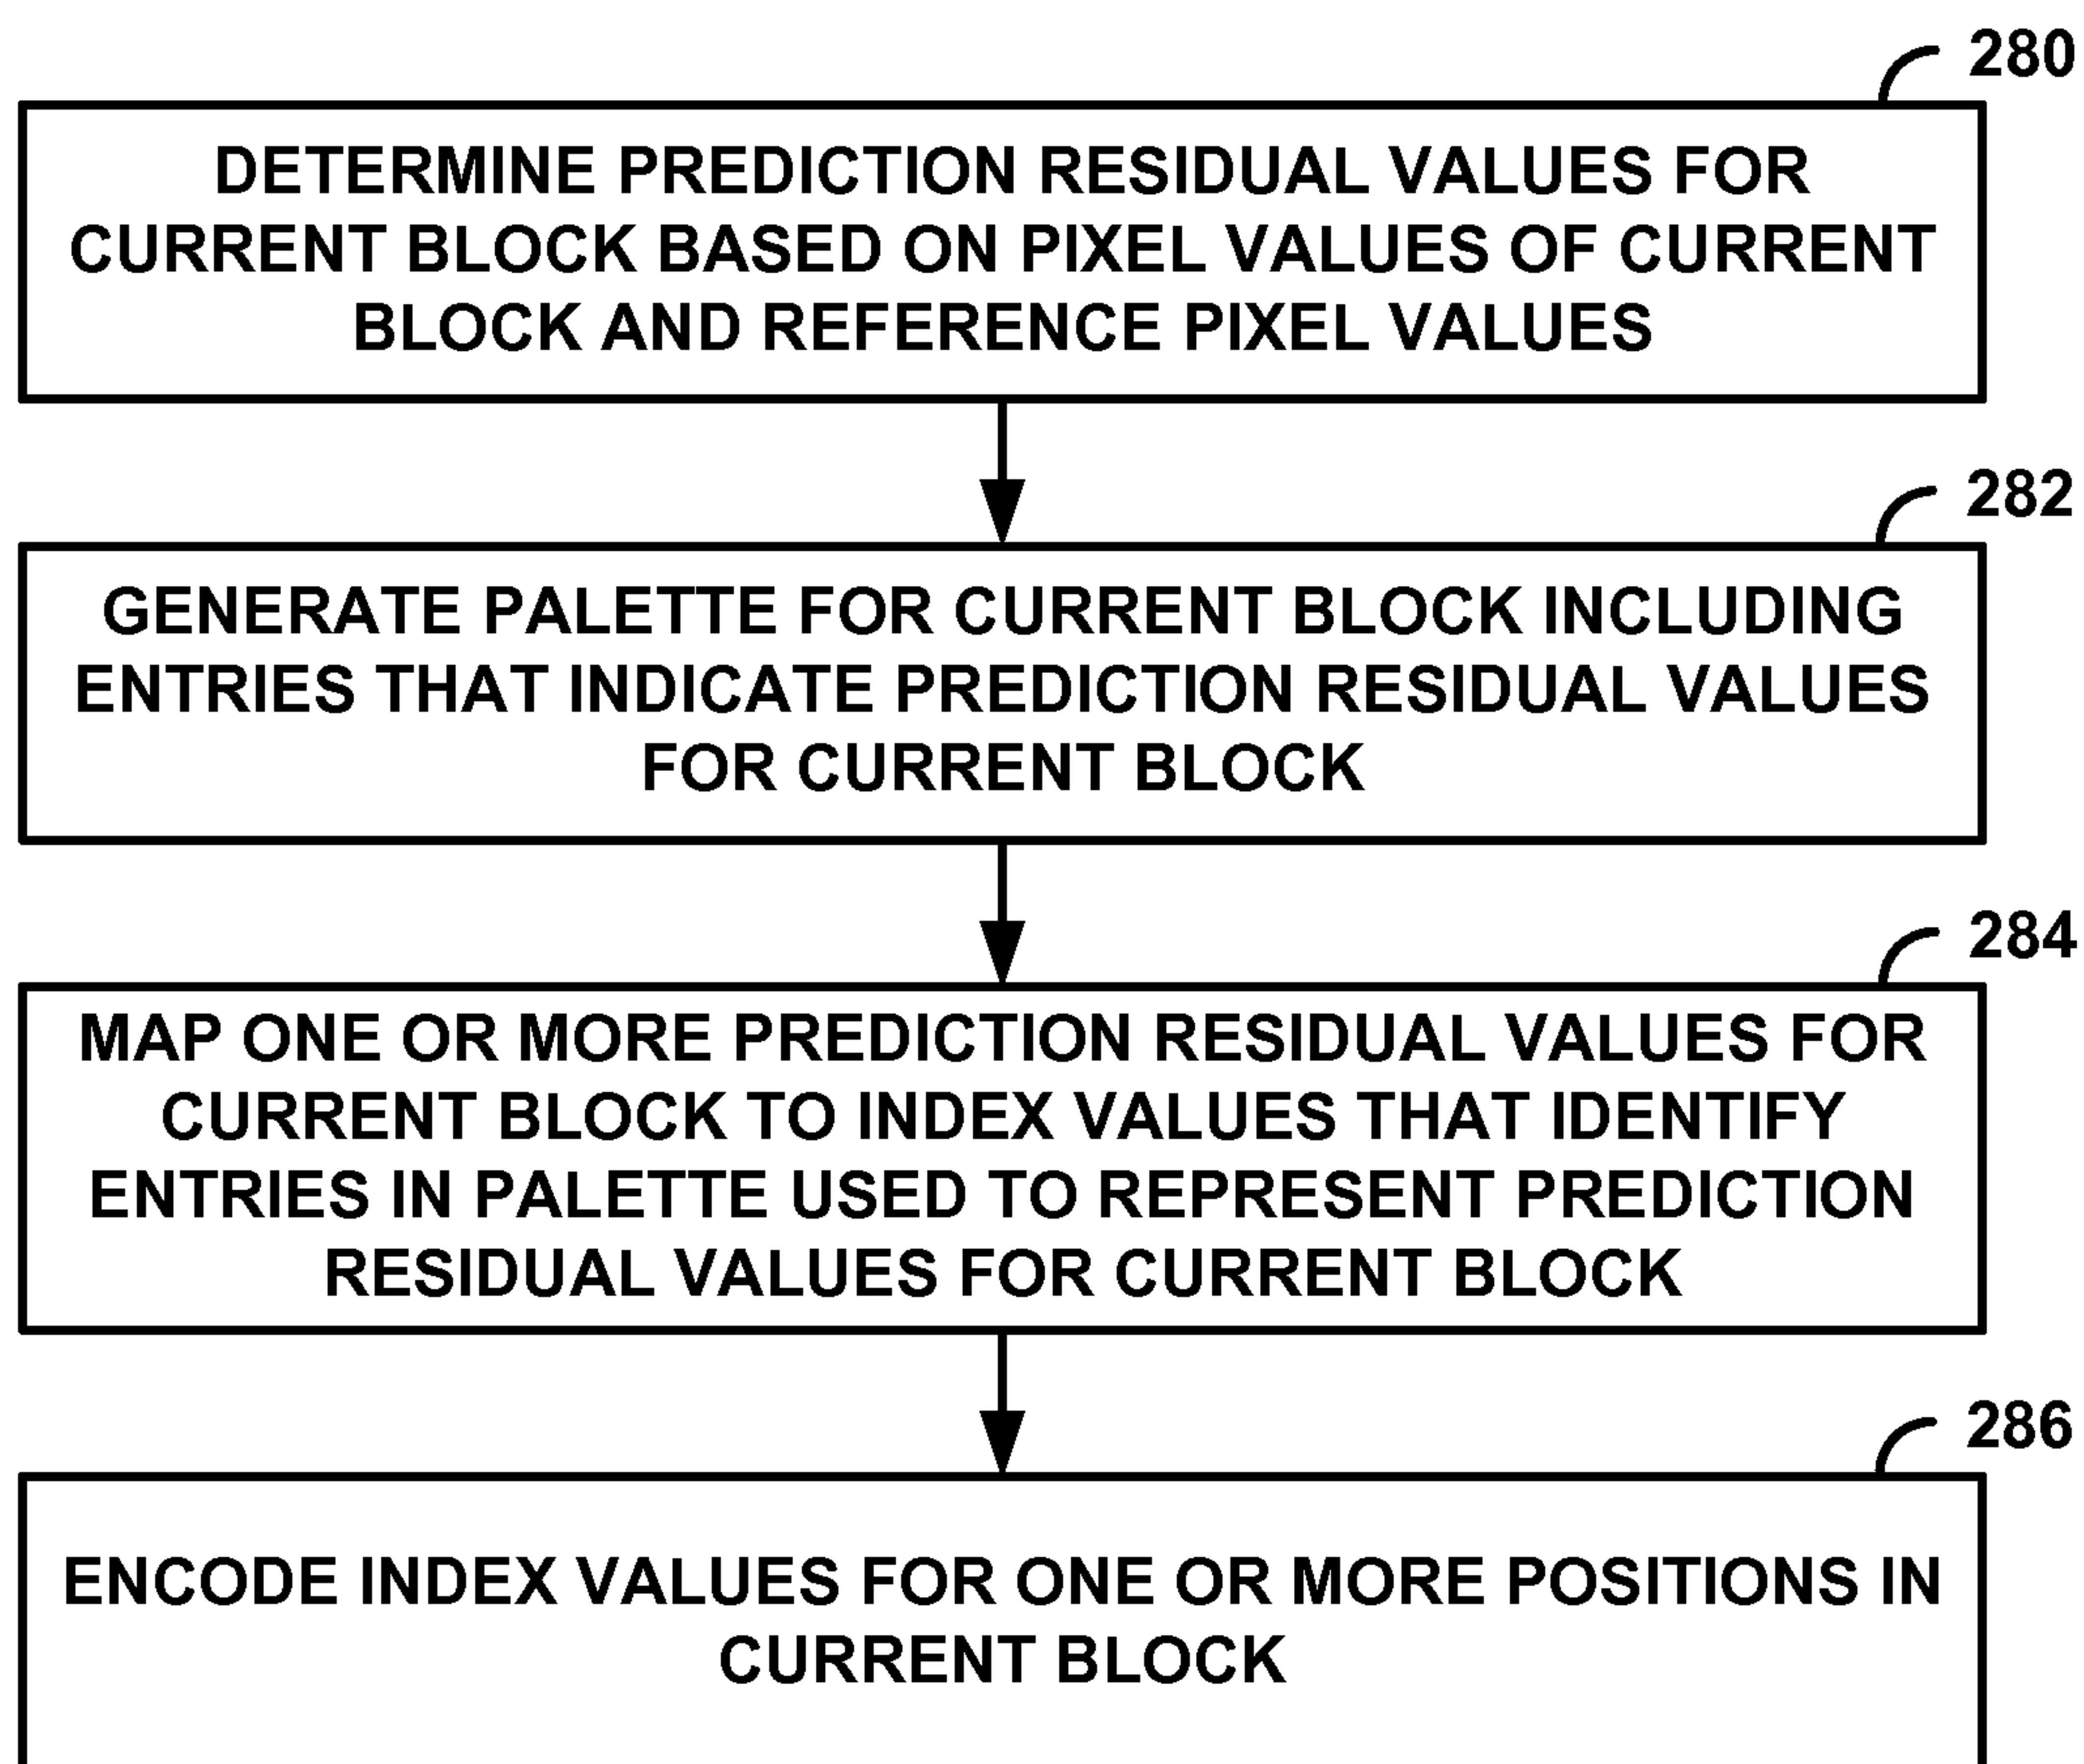 280
DETERMINE PREDICTION RESIDUAL VALUES FOR
CURRENT BLOCK BASED ON PIXEL VALUES OF CURRENT
BLOCK AND REFERENCE PIXEL VALUES
282
GENERATE PALETTE FOR CURRENT BLOCK INCLUDING
ENTRIES THAT INDICATE PREDICTION RESIDUAL VALUES
FOR CURRENT BLOCK
284
MAP ONE OR MORE PREDICTION RESIDUAL VALUES FOR
CURRENT BLOCK TO INDEX VALUES THAT IDENTIFY
ENTRIES IN PALETTE USED TO REPRESENT PREDICTION
RESIDUAL VALUES FOR CURRENT BLOCK
286
ENCODE INDEX VALUES FOR ONE OR MORE POSITIONS IN
CURRENT BLOCK